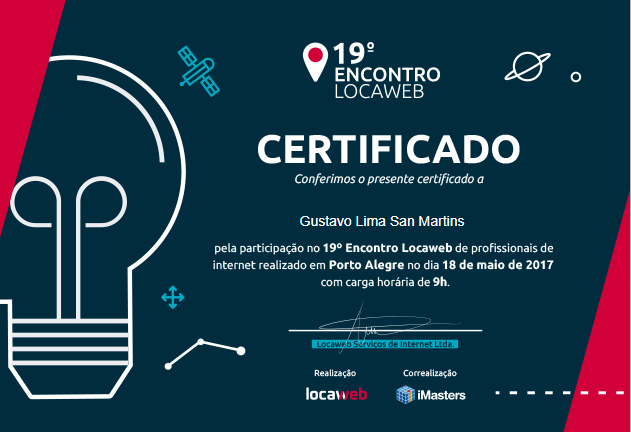 19º
ENCONTRO
LOCAWEB
CERTIFICADO
Conferimos o presente certificado a
Gustavo Lima San Martins
pela participação no 19º Encontro Locaweb de profissionais de
internet realizado em Porto Alegre no dia 18 de maio de 2017
com carga horária de 9h.
Locaweb Serviços de Internet Ltda.
Realização
Correalização
locaweb
iMasters